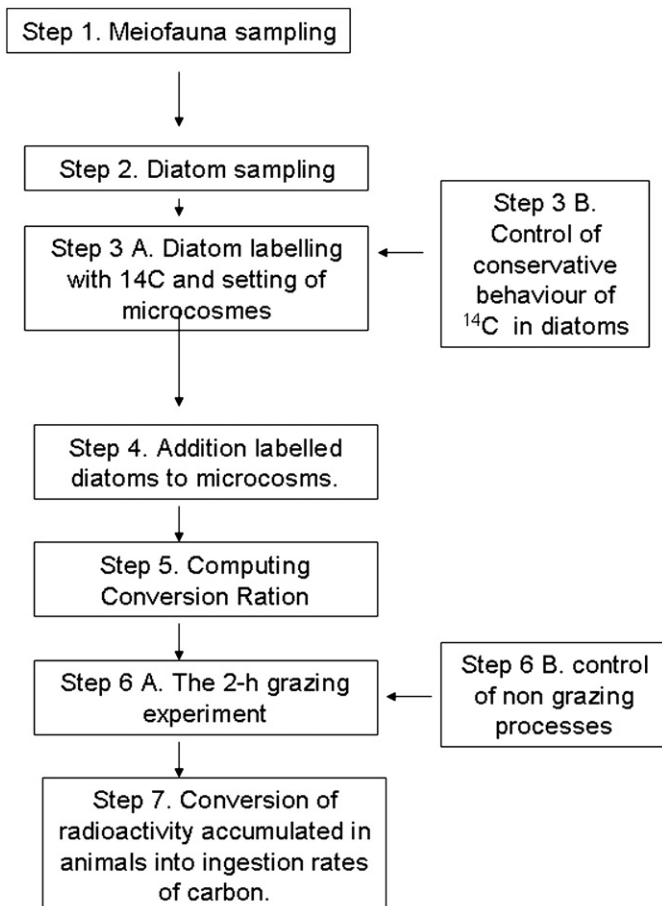 Step 1. Meiofauna sampling
Step 2. Diatom sampling
Step 3 A. Diatom labelling
with 14C and setting of
microcosmes
Step 3 B.
Control of
conservative
behaviour of
¹⁴C in diatoms
Step 4. Addition labelled
diatoms to microcosms.
Step 5. Computing
Conversion Ration
Step 6 A. The 2-h grazing
experiment
Step 6 B. control
of non grazing
processes
Step 7. Conversion of
radioactivity accumulated in
animals into ingestion rates
of carbon.